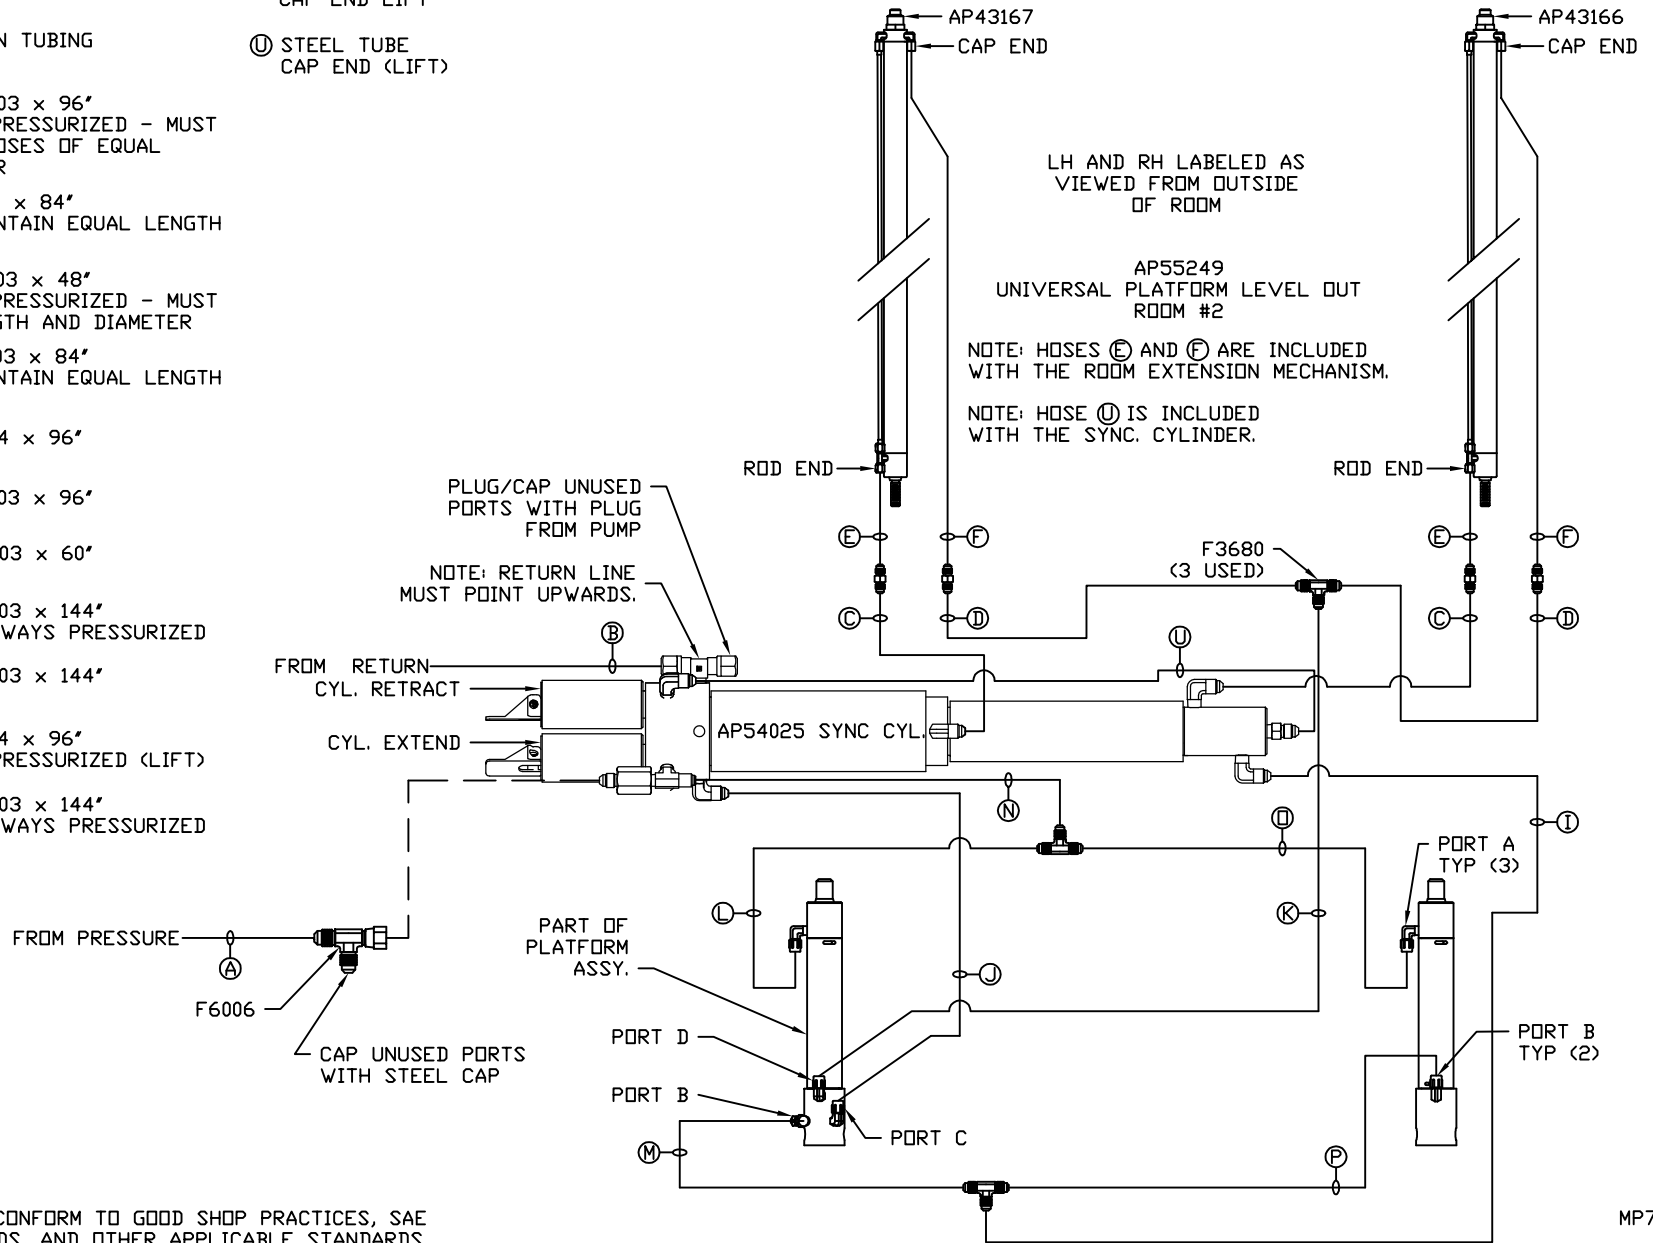 CAP END LIFT
N TUBING
Ⓤ STEEL TUBE
CAP END (LIFT)
03 x 96"
PRESSURIZED - MUST
OSES OF EQUAL
R
x 84"
NTAIN EQUAL LENGTH
03 x 48"
PRESSURIZED - MUST
GTH AND DIAMETER
03 x 84"
NTAIN EQUAL LENGTH
4 x 96"
03 x 96"
03 x 60"
03 x 144"
WAYS PRESSURIZED
03 x 144"
4 x 96"
PRESSURIZED (LIFT)
03 x 144"
WAYS PRESSURIZED
AP43167
CAP END
AP43166
CAP END
LH AND RH LABELED AS
VIEWED FROM OUTSIDE
OF ROOM
AP55249
UNIVERSAL PLATFORM LEVEL OUT
ROOM #2
NOTE: HOSES Ⓔ AND Ⓕ ARE INCLUDED
WITH THE ROOM EXTENSION MECHANISM.
NOTE: HOSE Ⓤ IS INCLUDED
WITH THE SYNC. CYLINDER.
ROD END
ROD END
PLUG/CAP UNUSED
PORTS WITH PLUG
FROM PUMP
NOTE: RETURN LINE
MUST POINT UPWARDS.
E
F
F3680
(3 USED)
E
F
C
D
C
D
B
U
FROM RETURN
CYL. RETRACT
CYL. EXTEND
AP54025 SYNC CYL.
N
O
I
PORT A
TYP (3)
L
K
PART OF
PLATFORM
ASSY.
FROM PRESSURE
A
J
F6006
PORT D
PORT B
TYP (2)
CAP UNUSED PORTS
WITH STEEL CAP
PORT B
PORT C
M
P
CONFORM TO GOOD SHOP PRACTICES, SAE
DS, AND OTHER APPLICABLE STANDARDS
MP7